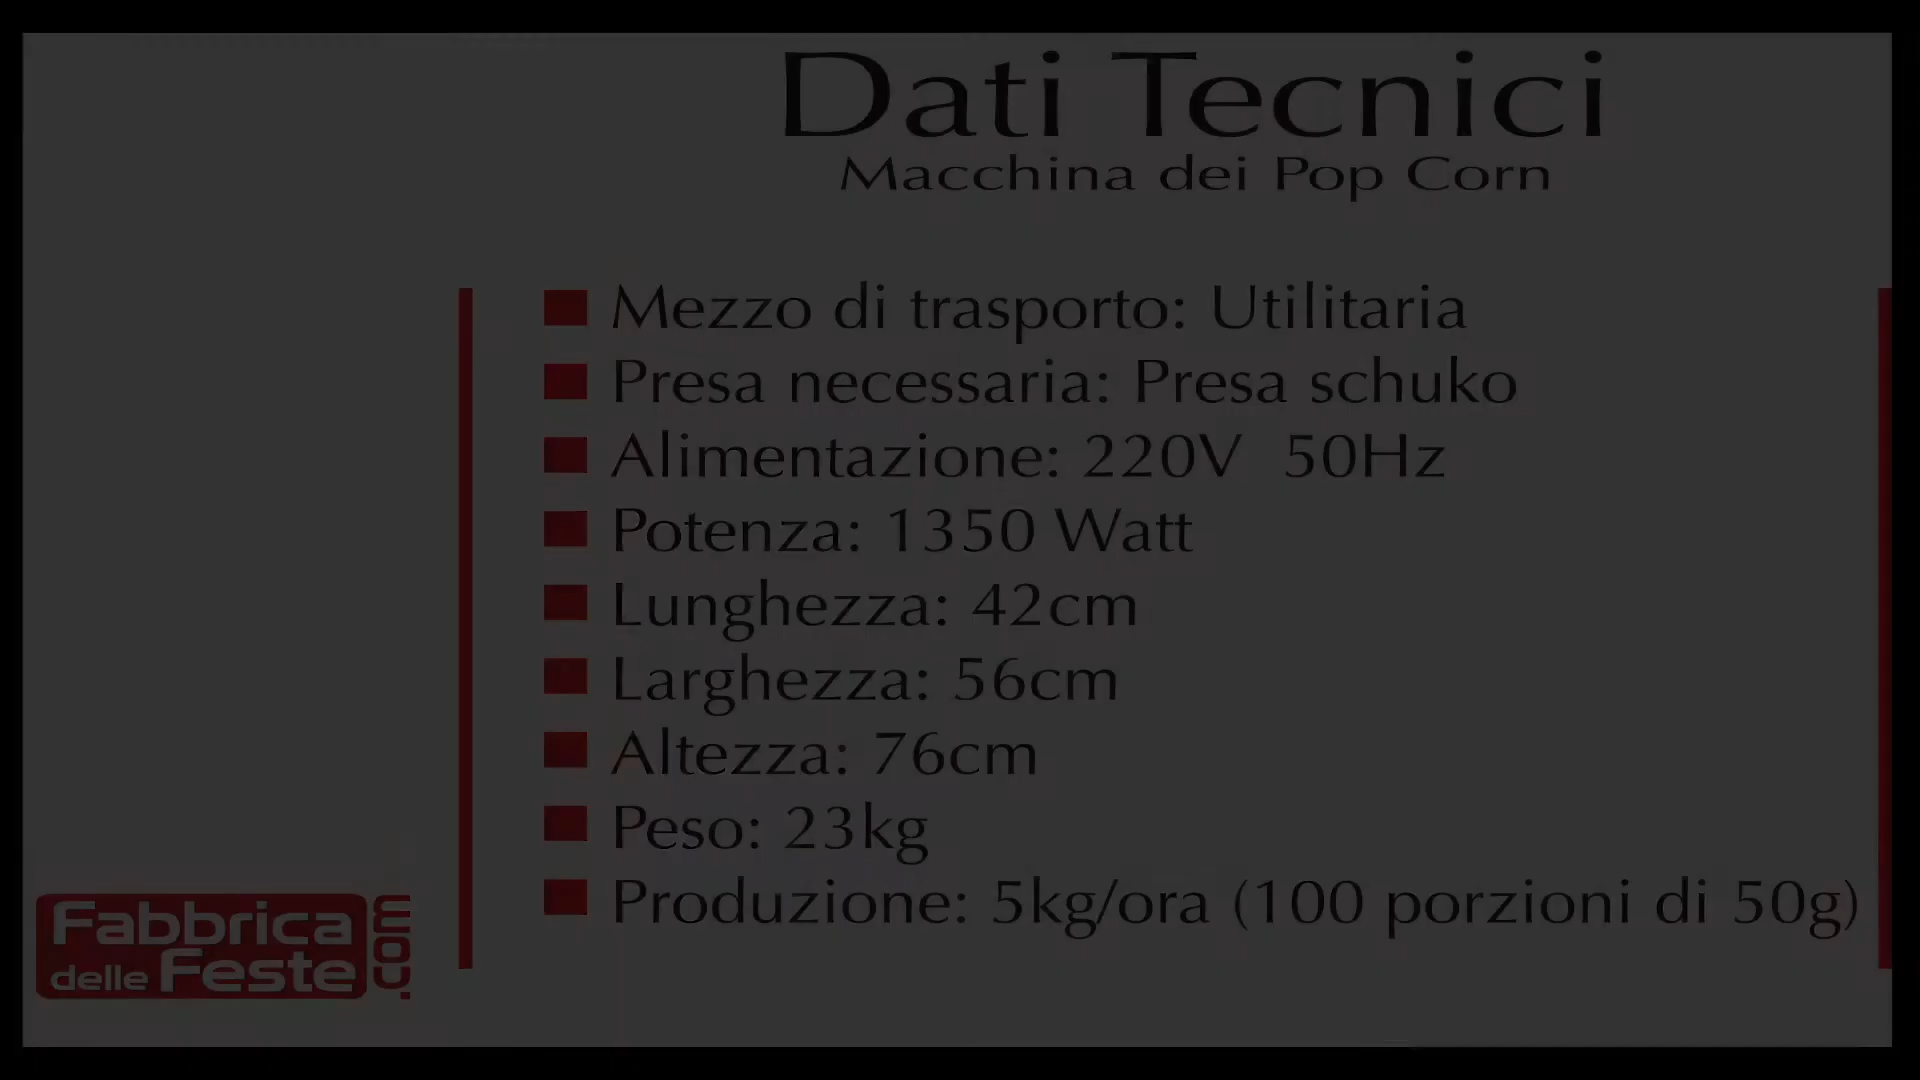 Dati Tecnici
Macchina dei Pop Corn
Mezzo di trasporto: Utilitaria
Presa necessaria: Presa schuko
Alimentazione: 220V 50Hz
Potenza: 1350 Watt
Lunghezza: 42cm
Larghezza: 56cm
Altezza: 76cm
Peso: 23kg
Produzione: 5kg/ora (100 porzioni di 50g)
Fabbrica
delle Feste
.com